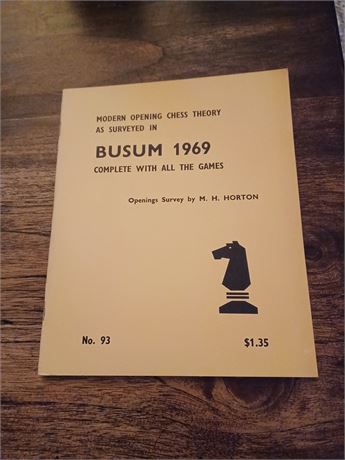 MODERN OPENING CHESS THEORY
AS SURVEYED IN
BUSUM 1969
COMPLETE WITH ALL THE GAMES
Openings Survey by M. H. HORTON
No. 93
$1.35